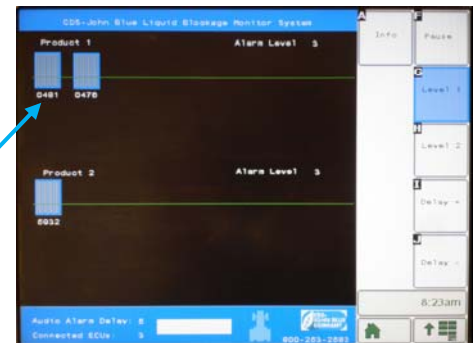 CDS-John Blue Liquid Blockage Monitor System
Product 1 Alarm Level 3
0481 0476
Product 2 Alarm Level 3
8932
Audio Alarm Delay: 6
Connected ECUs: 3
800-253-2583
A
Info
F
Pause
G
Level 1
H
Level 2
I
Delay +
J
Delay -
8:23am